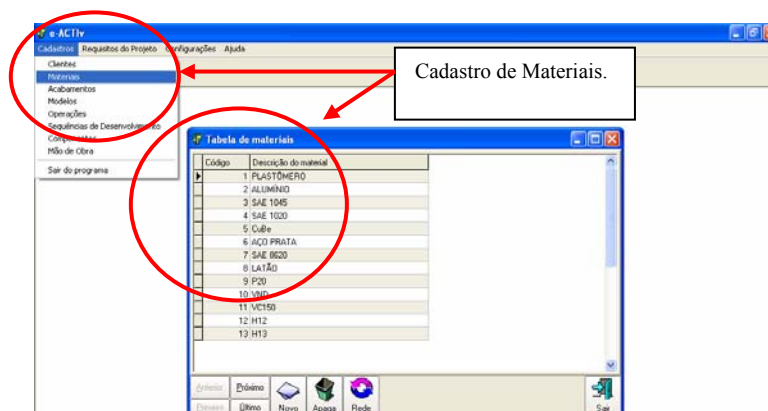 e-ACTIv
Cadastros Requisitos do Projeto Configurações Ajuda
Clientes
Materiais
Acabamentos
Modelos
Operações
Sequências de Desenvolvimento
Componentes
Mão de Obra
Sair do programa
Cadastro de Materiais.
Tabela de materiais
Código Descrição do material
1 PLASTÔMERO
2 ALUMÍNIO
3 SAE 1045
4 SAE 1020
5 CuBe
6 AÇO PRATA
7 SAE 8620
8 LATÃO
9 P20
10 VND
11 VC150
12 H12
13 H13
Anterior Próximo
Primeiro Último Novo Apaga Rede Sair